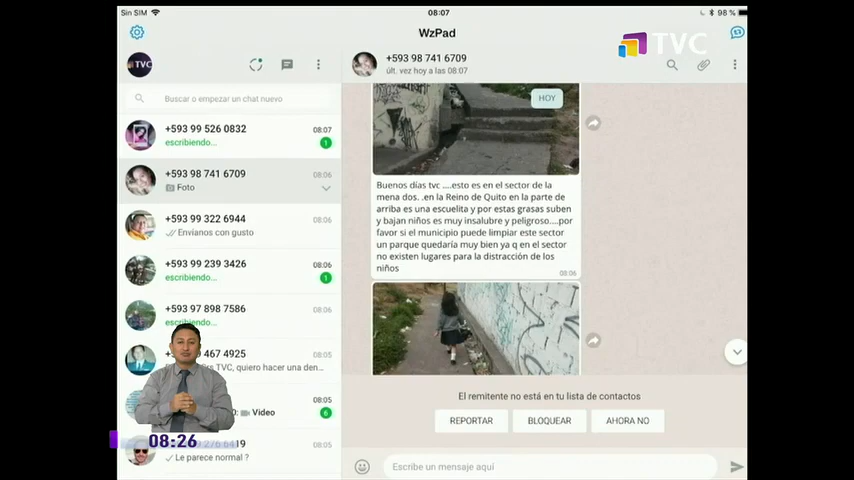 Sin SIM
08:07
98 %
WzPad
TVC
TVC
Buscar o empezar un chat nuevo
+593 99 526 0832
08:07
escribiendo...
1
+593 98 741 6709
08:06
Foto
+593 99 322 6944
08:06
Envianos con gusto
+593 99 239 3426
08:06
escribiendo...
1
+593 97 898 7586
08:06
escribiendo...
467 4925
08:05
TVC, quiero hacer una den...
08:05
Video
6
276 6419
08:05
Le parece normal ?
08:26
+593 98 741 6709
últ. vez hoy a las 08:07
HOY
Buenos días tvc ....esto es en el sector de la
mena dos. .en la Reino de Quito en la parte de
arriba es una escuelita y por estas grasas suben
y bajan niños es muy insalubre y peligroso....por
favor si el municipio puede limpiar este sector
un parque quedaría muy bien ya q en el sector
no existen lugares para la distracción de los
niños
08:06
El remitente no está en tu lista de contactos
REPORTAR
BLOQUEAR
AHORA NO
Escribe un mensaje aquí